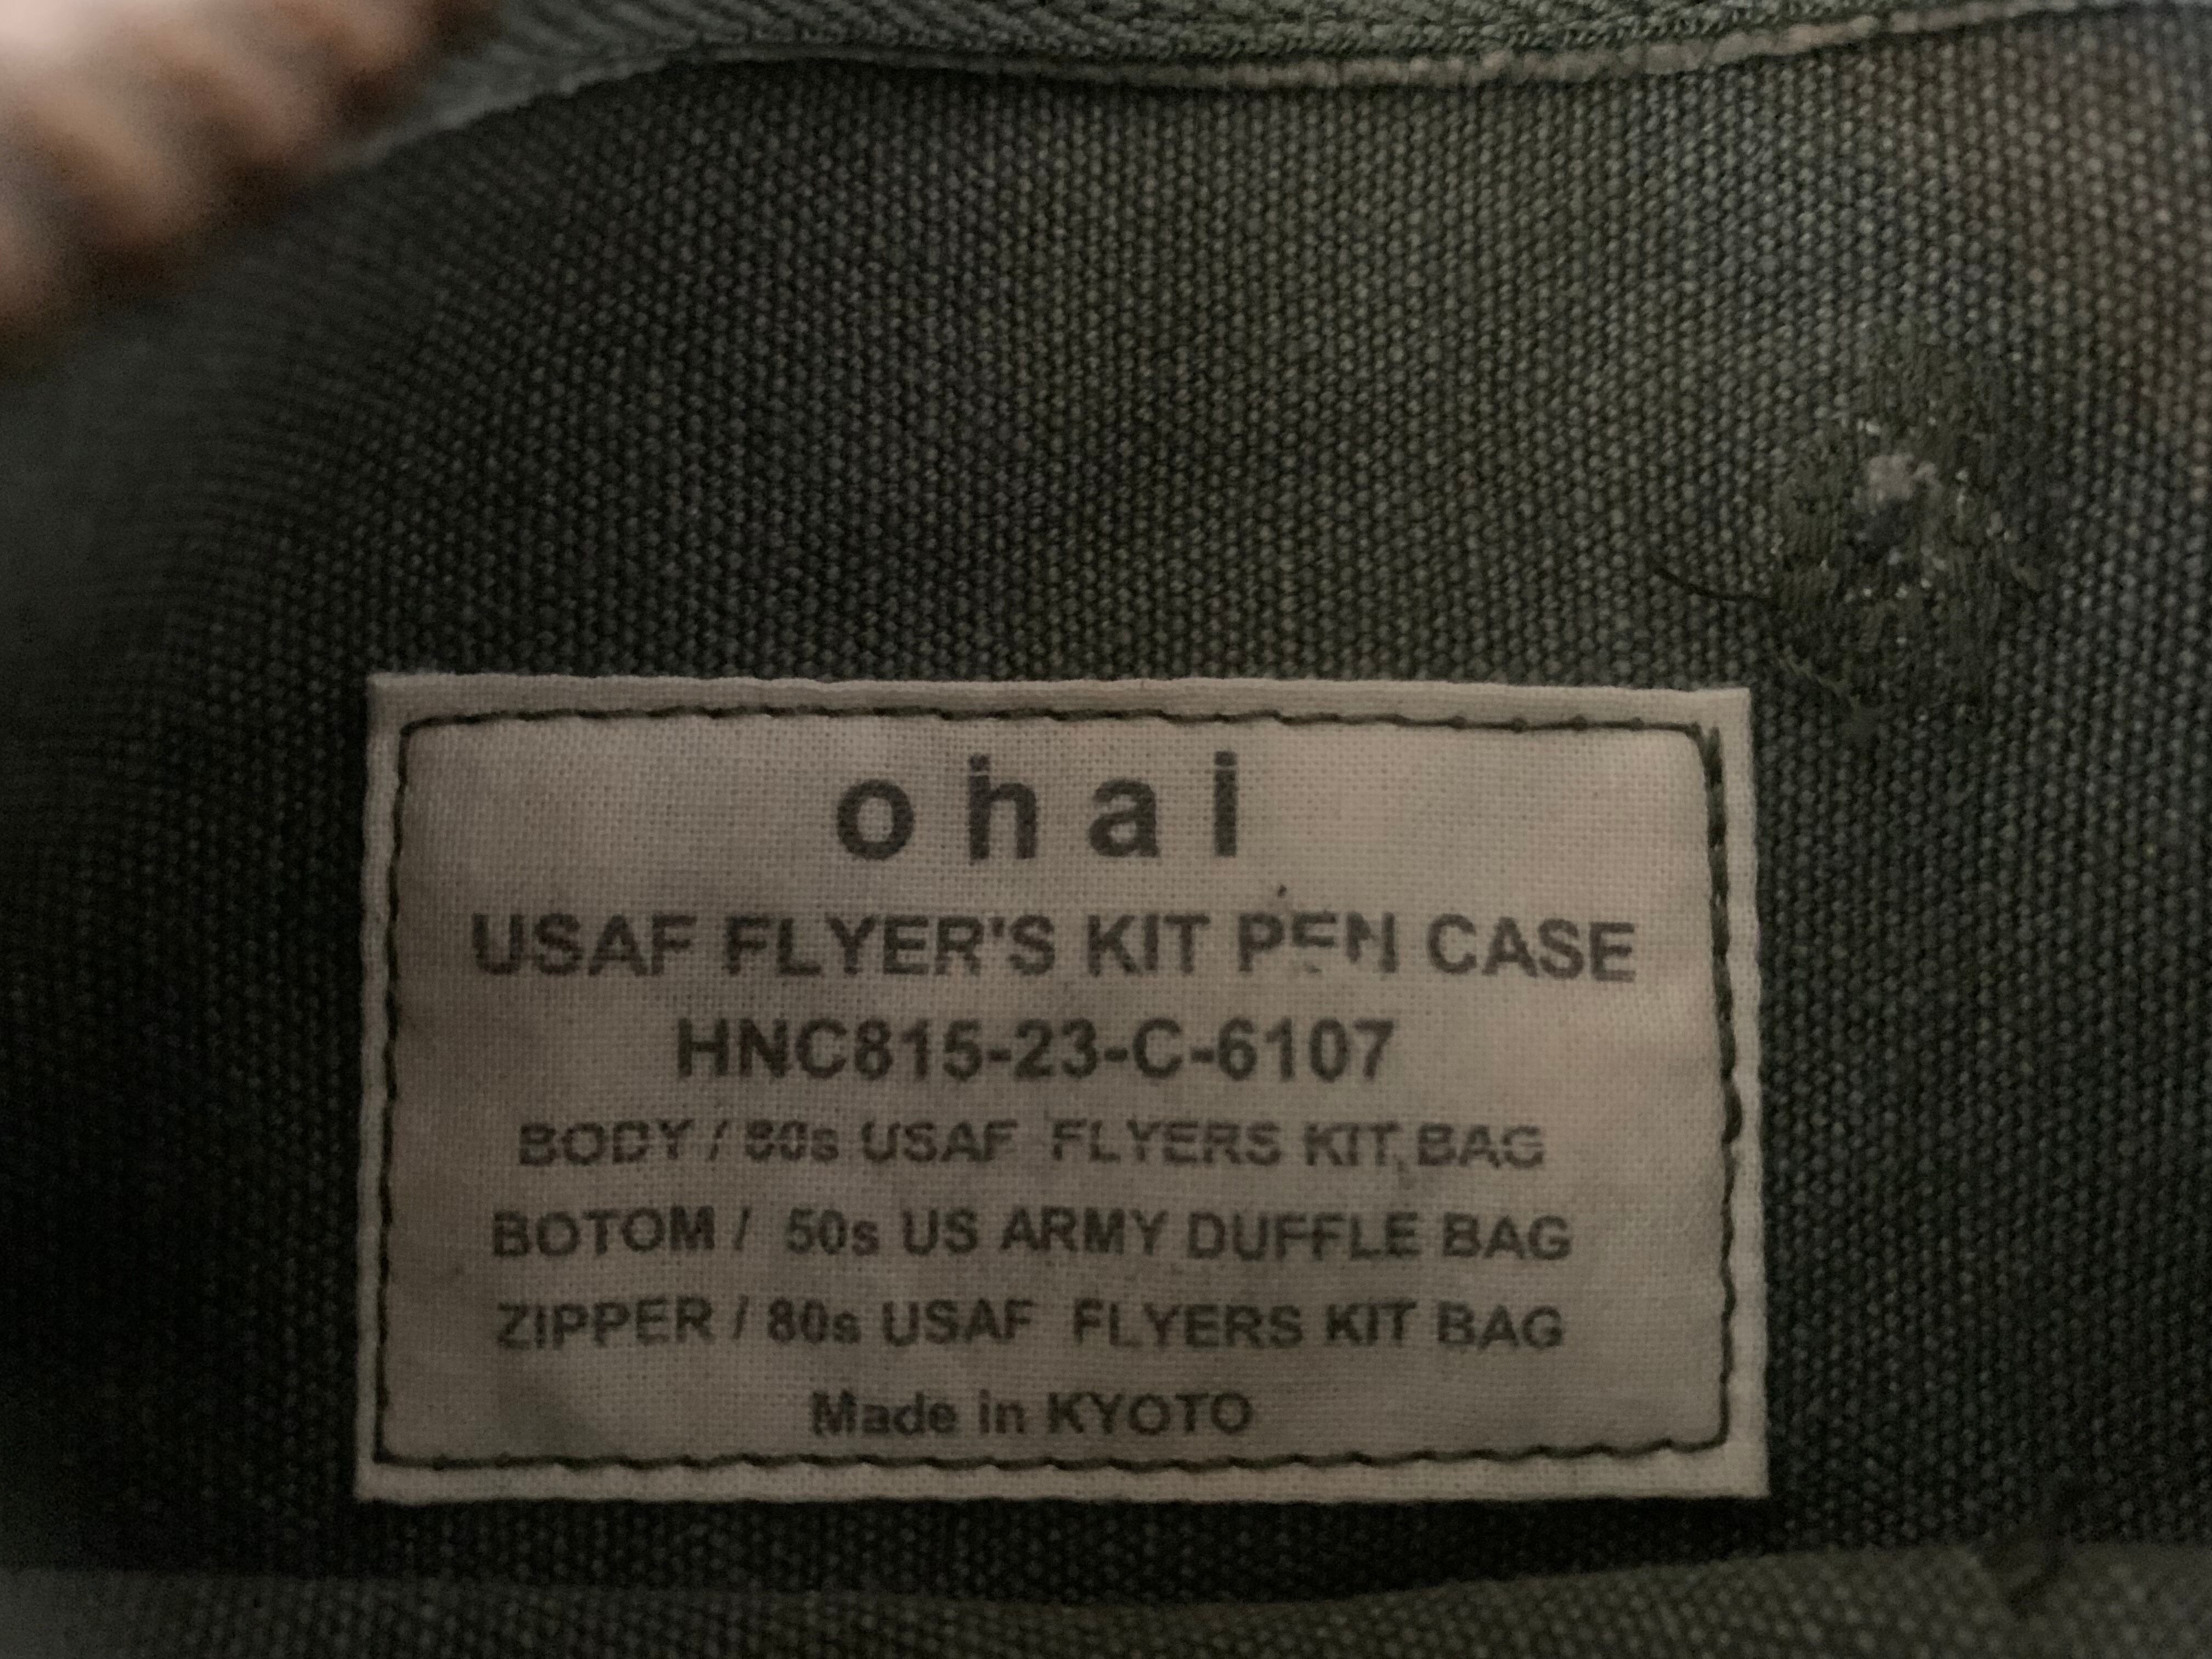 ohai
USAF FLYER'S KIT PEN CASE
HNC815-23-C-6107
BODY / 80s USAF FLYERS KIT BAG
BOTOM / 50s US ARMY DUFFLE BAG
ZIPPER / 80s USAF FLYERS KIT BAG
Made in KYOTO